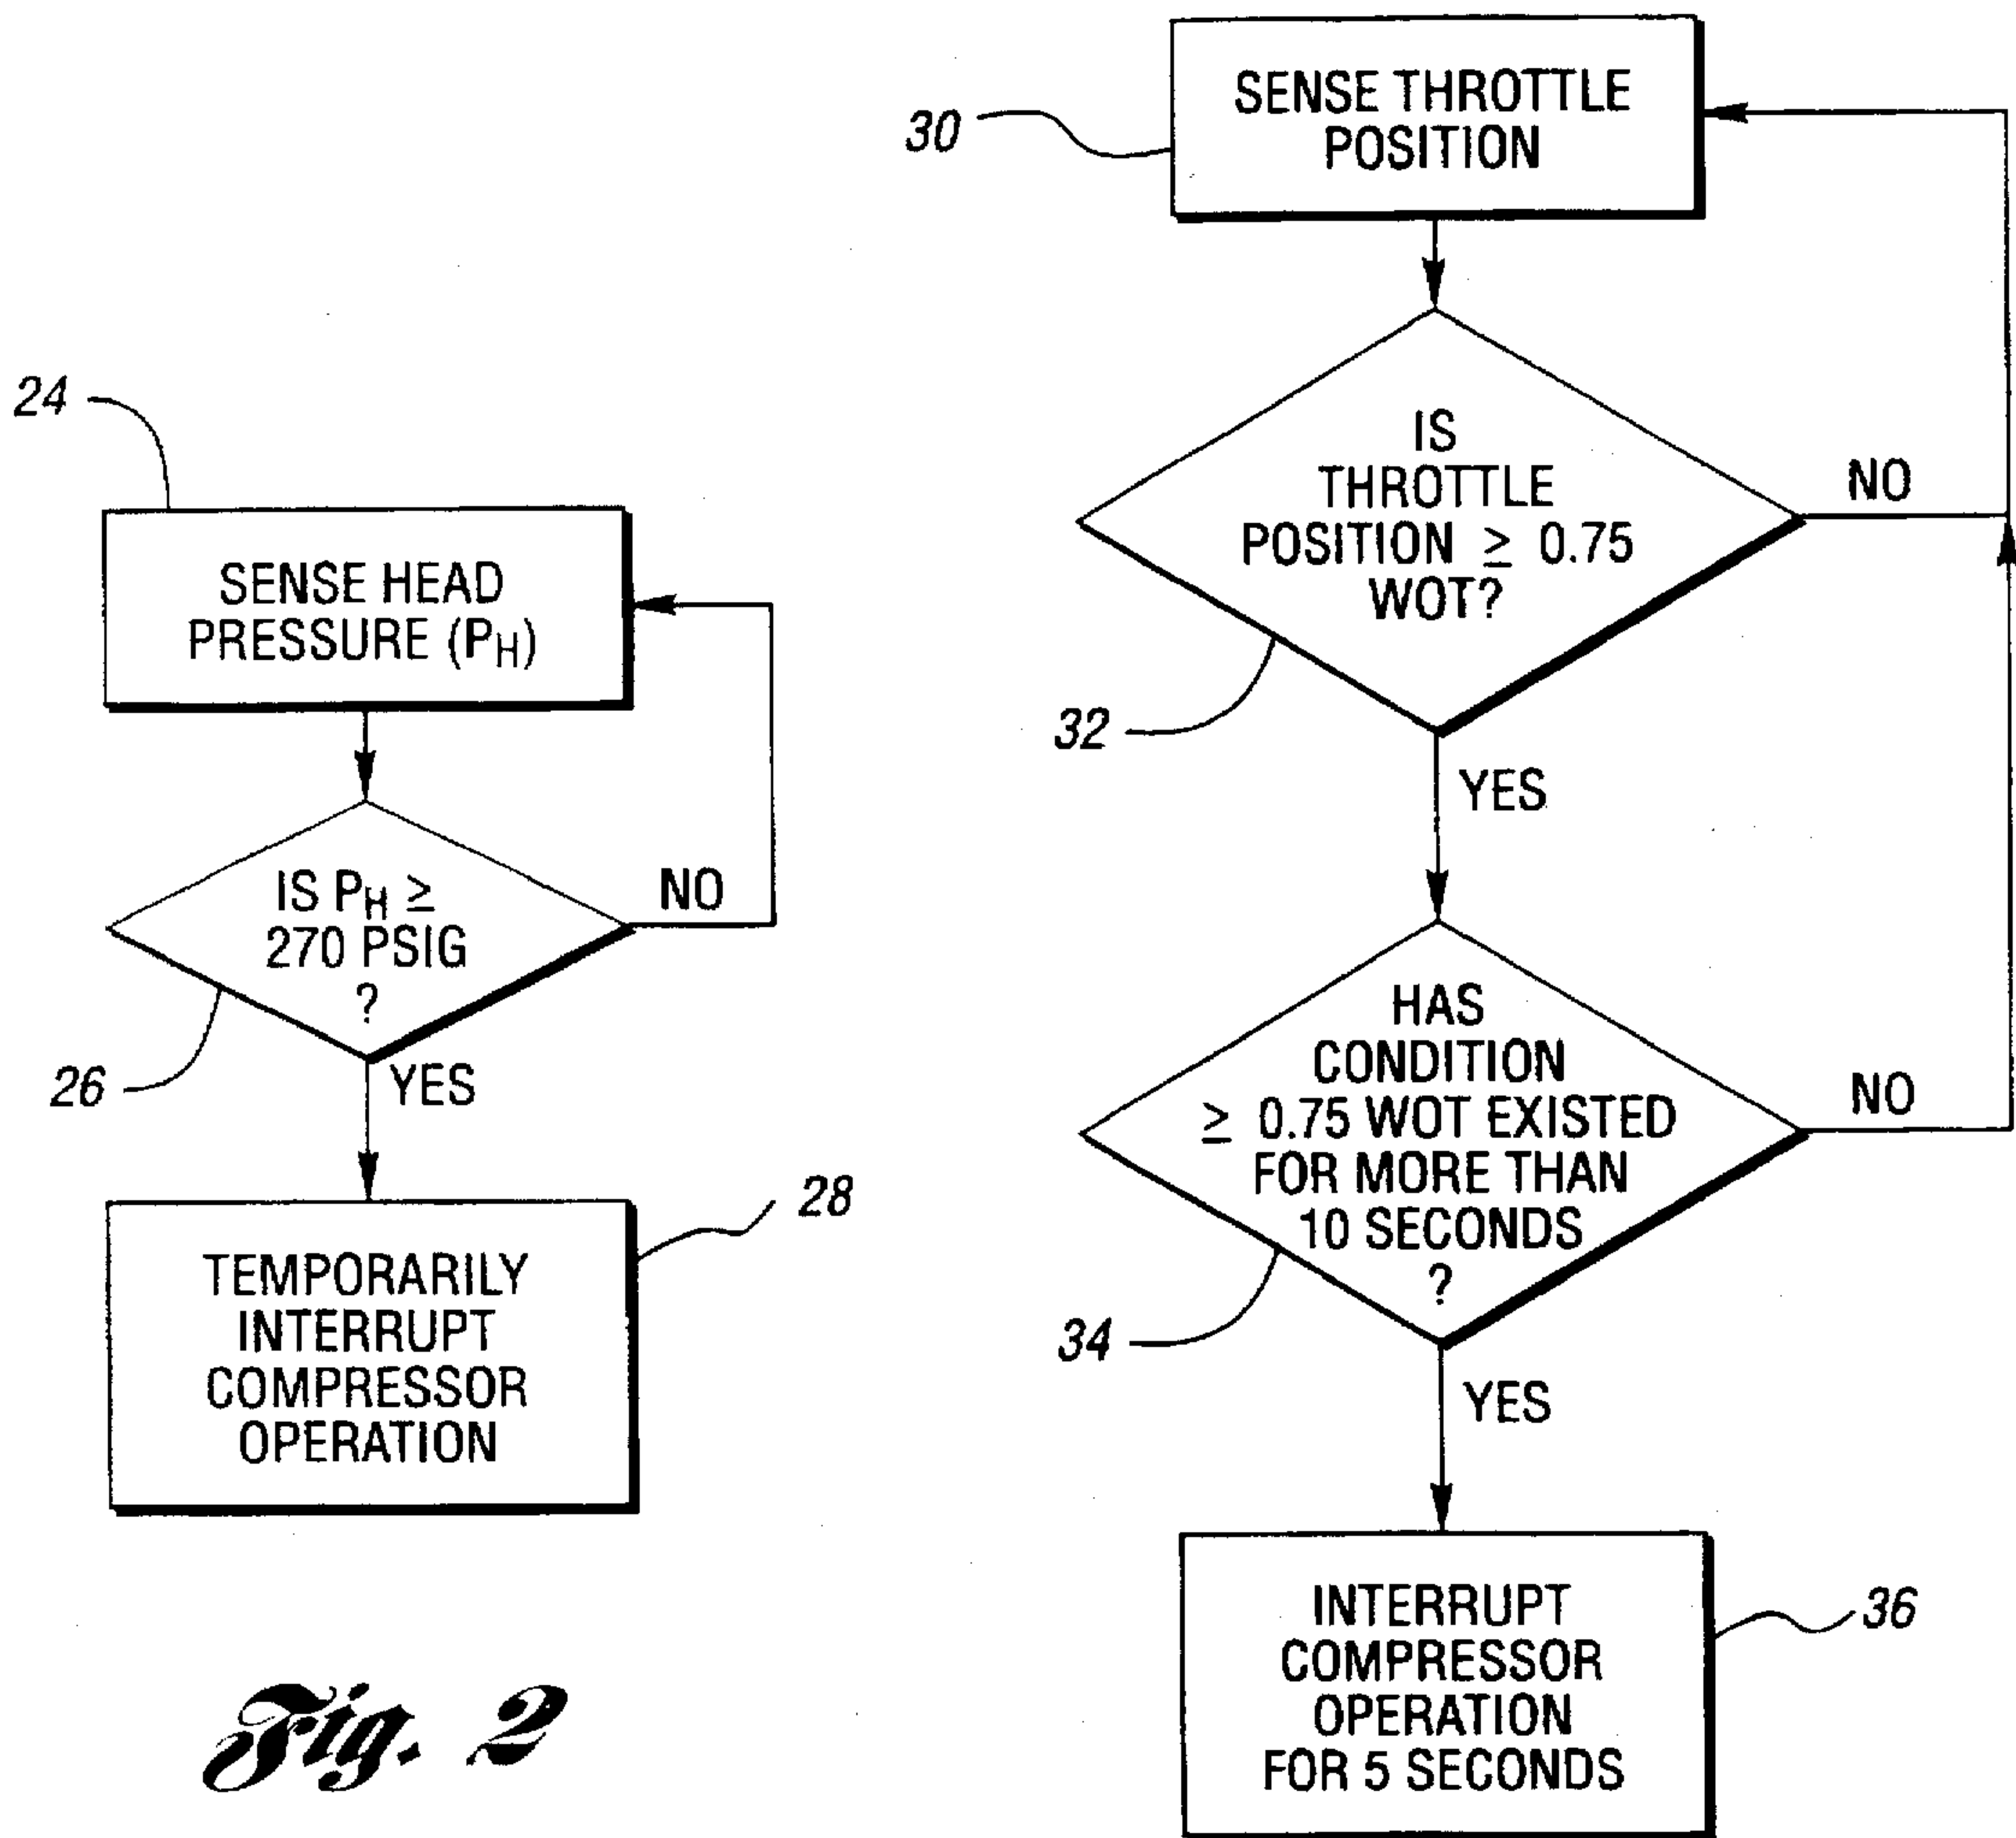 24
SENSE HEAD
PRESSURE (PH)
IS PH ≥
270 PSIG
?
NO
26
YES
28
TEMPORARILY
INTERRUPT
COMPRESSOR
OPERATION
Fig. 2
30
SENSE THROTTLE
POSITION
IS
THROTTLE
POSITION ≥ 0.75
WOT?
NO
32
YES
HAS
CONDITION
≥ 0.75 WOT EXISTED
FOR MORE THAN
10 SECONDS
?
NO
34
YES
INTERRUPT
COMPRESSOR
OPERATION
FOR 5 SECONDS
36